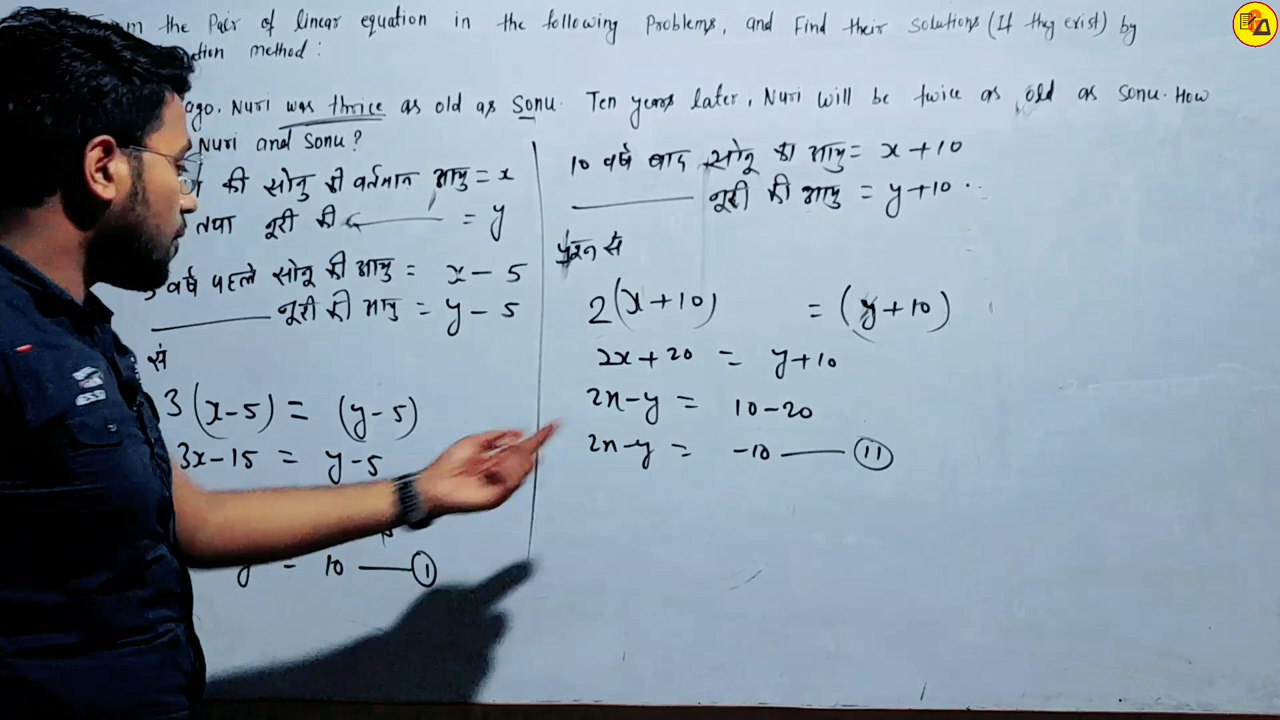 the Pair of linear equation in the following Problems, and Find their solutions (If they exist) by
method :
ago. Nuri was thrice as old as Sonu. Ten years later, Nuri will be twice as old as sonu. How
Nuri and Sonu?
की सोनु की वर्तमान आयु = x
तथा नूरी की = y
वर्ष पहले सोनू की आयु = x - 5
नूरी की आयु = y - 5
से
3(x-5) = (y-5)
3x-15 = y-5
y = 10 — ①
10 वर्ष बाद सोनू की आयु = x+10
नूरी की आयु = y+10
प्रश्न से
2(x+10) = (y+10)
2x+20 = y+10
2x-y = 10-20
2x-y = -10 — ⑪